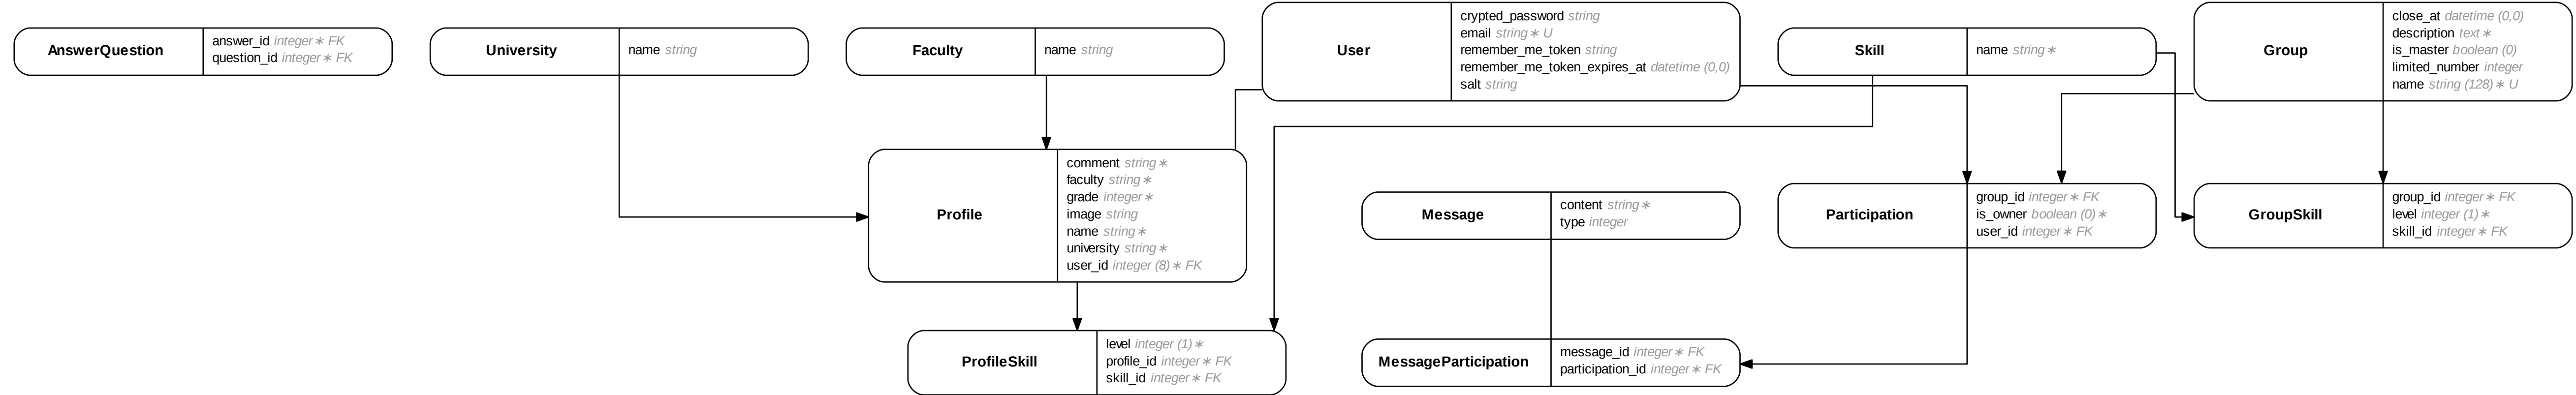 AnswerQuestion
answer_id integer∗ FK
question_id integer∗ FK
University
name string
Faculty
name string
User
crypted_password string
email string∗ U
remember_me_token string
remember_me_token_expires_at datetime (0,0)
salt string
Skill
name string∗
Group
close_at datetime (0,0)
description text∗
is_master boolean (0)
limited_number integer
name string (128)∗ U
Profile
comment string∗
faculty string∗
grade integer∗
image string
name string∗
university string∗
user_id integer (8)∗ FK
Message
content string∗
type integer
Participation
group_id integer∗ FK
is_owner boolean (0)∗
user_id integer∗ FK
GroupSkill
group_id integer∗ FK
level integer (1)∗
skill_id integer∗ FK
ProfileSkill
level integer (1)∗
profile_id integer∗ FK
skill_id integer∗ FK
MessageParticipation
message_id integer∗ FK
participation_id integer∗ FK